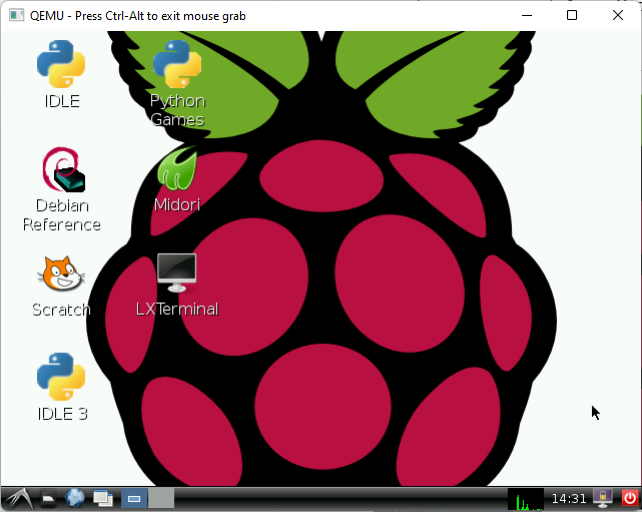 QEMU - Press Ctrl-Alt to exit mouse grab
IDLE
Python
Games
Debian
Reference
Midori
Scratch
LXTerminal
IDLE 3
14:31